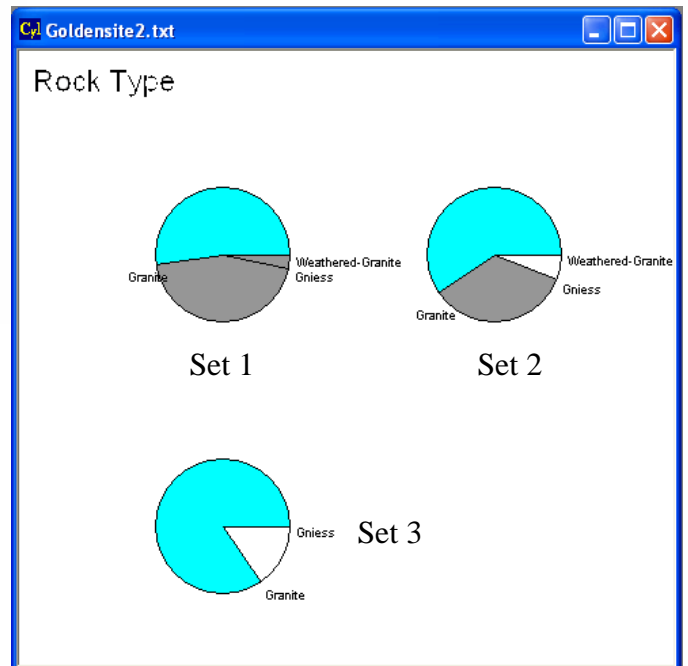 Cyl Goldensite2.txt
Rock Type
Weathered-Granite
Granite
Gniess
Set 1
Weathered-Granite
Gniess
Granite
Set 2
Gniess
Set 3
Granite